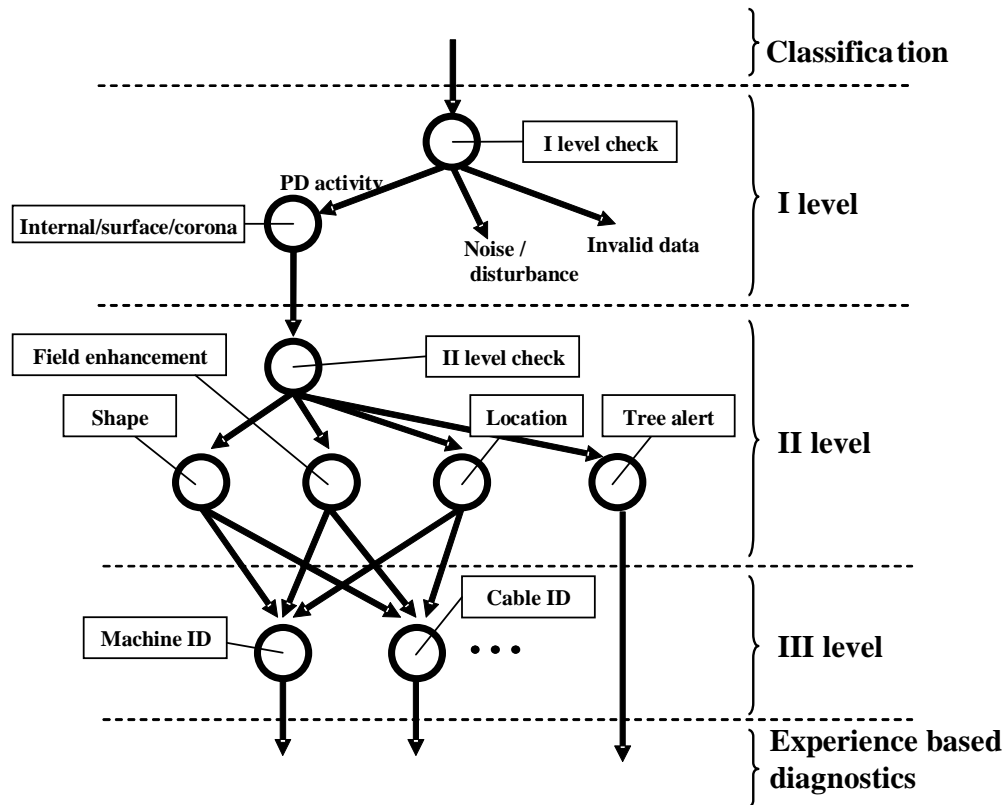 Classification
I level check
PD activity
I level
Internal/surface/corona
Noise /
disturbance
Invalid data
Field enhancement
II level check
Shape
Location
Tree alert
II level
Cable ID
Machine ID
III level
Experience based
diagnostics